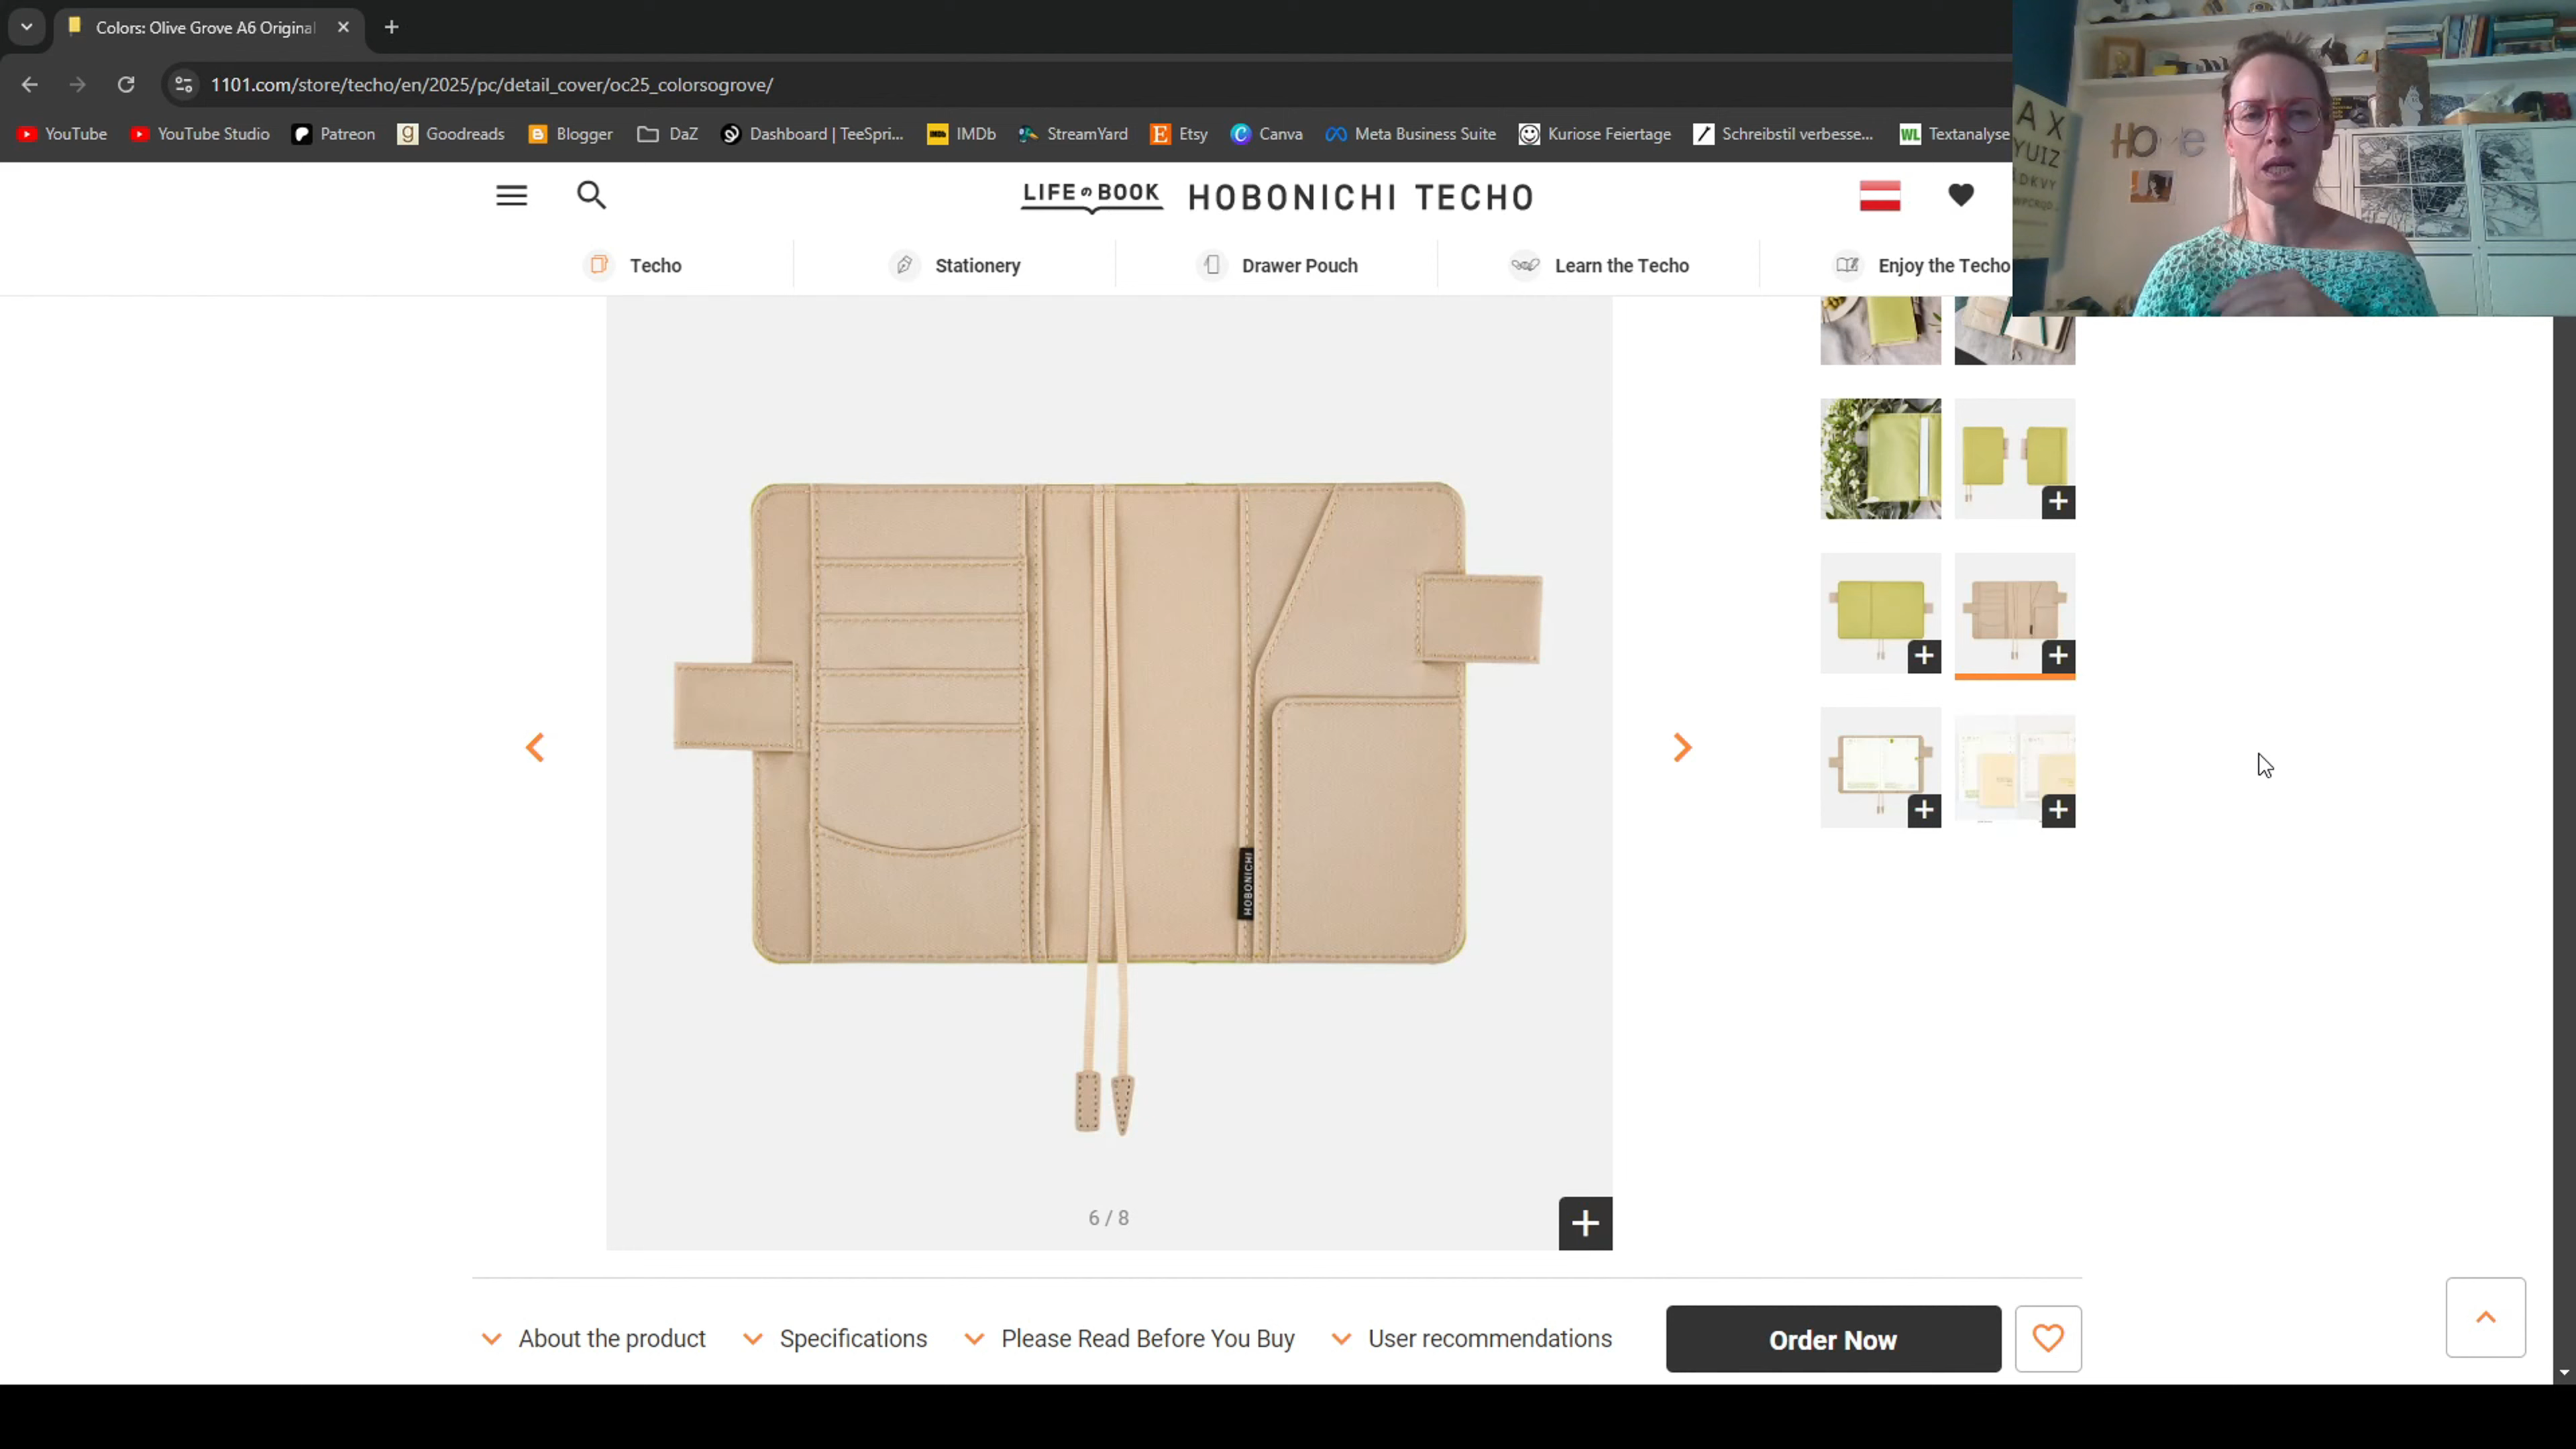 Colors: Olive Grove A6 Original
1101.com/store/techo/en/2025/pc/detail_cover/oc25_colorsogrove/
YouTube YouTube Studio Patreon Goodreads Blogger DaZ Dashboard | TeeSpri... IMDb StreamYard Etsy Canva Meta Business Suite Kuriose Feiertage Schreibstil verbesse... Textanalyse
LIFE BOOK HOBONICHI TECHO
Techo Stationery Drawer Pouch Learn the Techo Enjoy the Techo
HOME
A X
YUIZ
DKVY
HOBONICHI
6 / 8
About the product Specifications Please Read Before You Buy User recommendations Order Now